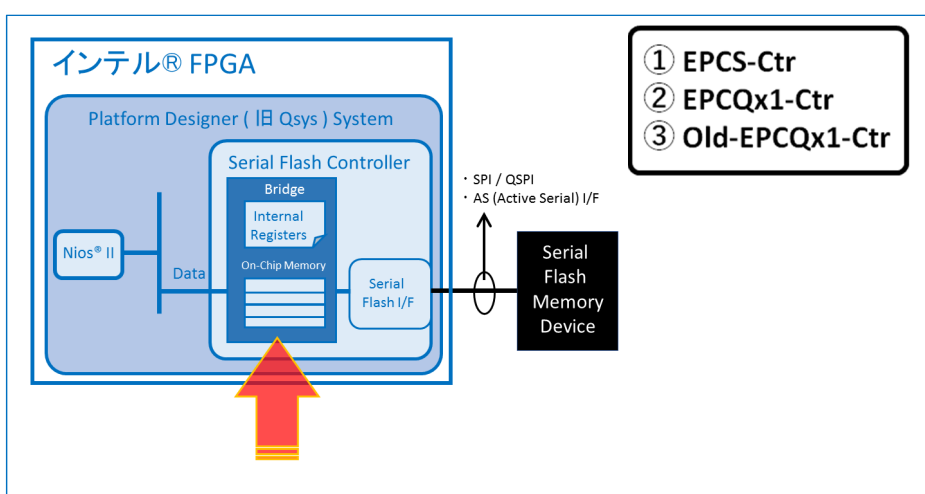 インテル® FPGA
Platform Designer ( 旧 Qsys ) System
Serial Flash Controller
Bridge
Internal
Registers
On-Chip Memory
Nios® II
Data
Serial
Flash I/F
・ SPI / QSPI
・ AS (Active Serial) I/F
Serial
Flash
Memory
Device
① EPCS-Ctr
② EPCQx1-Ctr
③ Old-EPCQx1-Ctr